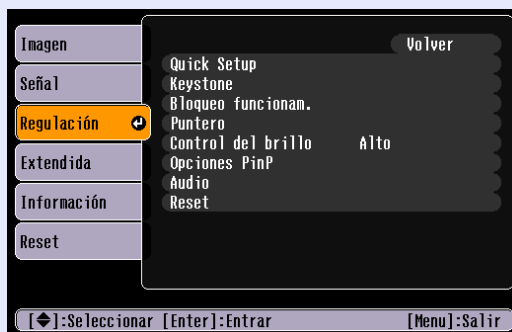 Imagen
Señal
Regulación
Extendida
Información
Reset
Volver
Quick Setup
Keystone
Bloqueo funcionam.
Puntero
Control del brillo Alto
Opciones PinP
Audio
Reset
[◆]:Seleccionar [Enter]:Entrar [Menu]:Salir